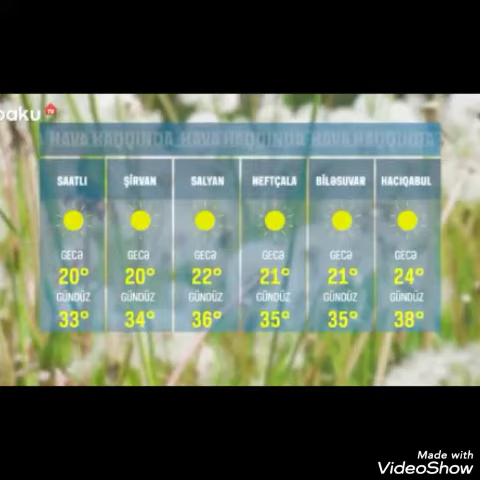 baku TV
HAVA HAQQINDA HAVA HAQQINDA HAVA HAQQINDA
SAATLI ŞİRVAN SALYAN NEFTÇALA BİLƏSUVAR HACIQABUL
GECƏ GECƏ GECƏ GECƏ GECƏ GECƏ
20° 20° 22° 21° 21° 24°
GÜNDÜZ GÜNDÜZ GÜNDÜZ GÜNDÜZ GÜNDÜZ GÜNDÜZ
33° 34° 36° 35° 35° 38°
Made with
VideoShow